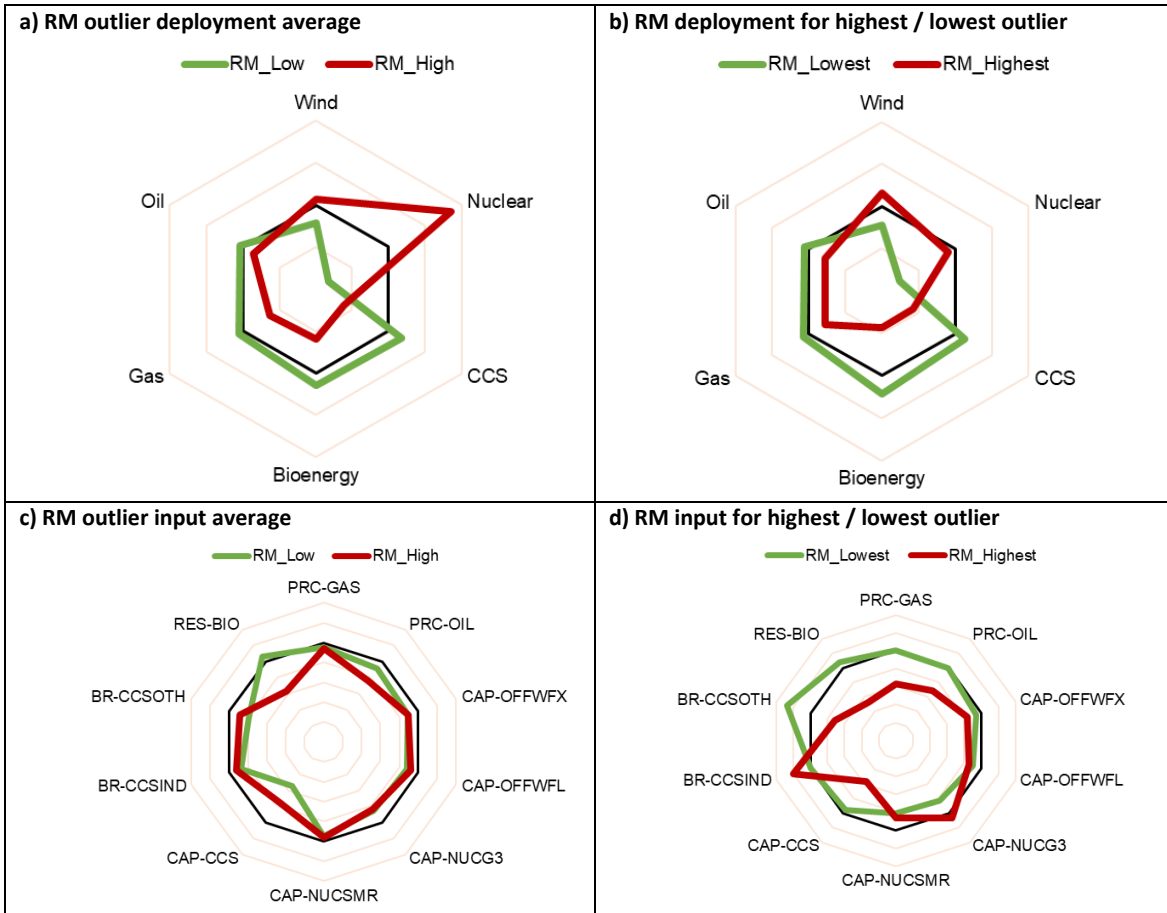 a) RM outlier deployment average
RM_Low RM_High
Wind
Oil
Nuclear
Gas
CCS
Bioenergy
b) RM deployment for highest / lowest outlier
RM_Lowest RM_Highest
Wind
Oil
Nuclear
Gas
CCS
Bioenergy
c) RM outlier input average
RM_Low RM_High
PRC-GAS
RES-BIO
PRC-OIL
BR-CCSOTH
CAP-OFFWFX
BR-CCSIND
CAP-OFFWFL
CAP-CCS
CAP-NUCG3
CAP-NUCSMR
d) RM input for highest / lowest outlier
RM_Lowest RM_Highest
PRC-GAS
RES-BIO
PRC-OIL
BR-CCSOTH
CAP-OFFWFX
BR-CCSIND
CAP-OFFWFL
CAP-CCS
CAP-NUCG3
CAP-NUCSMR